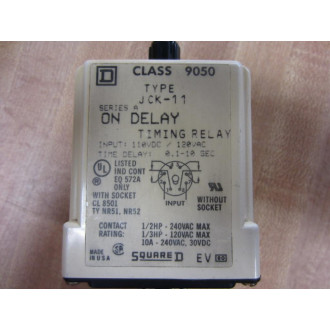 D CLASS 9050
TYPE
JCK-11
SERIES A
ON DELAY
TIMING RELAY
INPUT: 110VDC / 120VAC
TIME DELAY: 0.1-10 SEC
UL LISTED
IND CONT
EQ 572A
ONLY
WITH SOCKET
CL 8501
TY NR51, NR52
INPUT
WITHOUT
SOCKET
CONTACT RATING:
1/2HP - 240VAC MAX
1/3HP - 120VAC MAX
10A - 240VAC, 30VDC
MADE IN U.S.A.
SQUARE D
EV